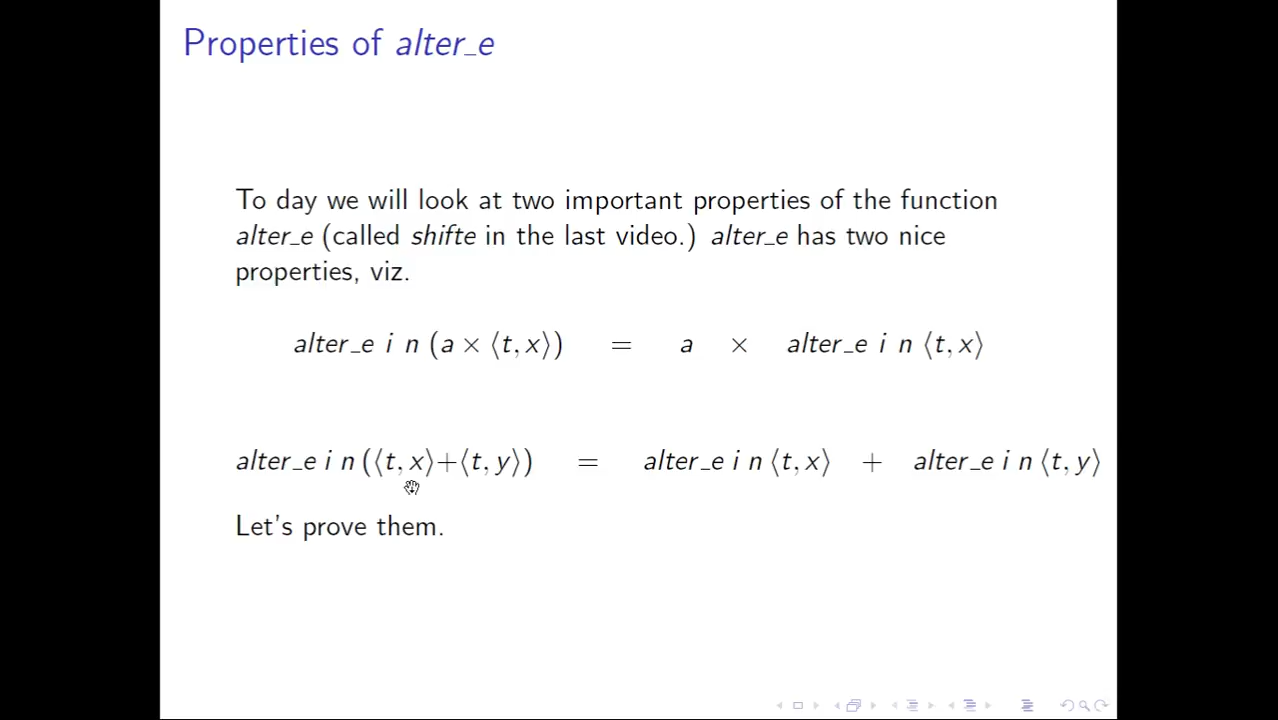 Properties of alter_e
To day we will look at two important properties of the function
alter_e (called shifte in the last video.) alter_e has two nice
properties, viz.
alter_e i n (a × ⟨t, x⟩) = a × alter_e i n ⟨t, x⟩
alter_e i n (⟨t, x⟩+⟨t, y⟩) = alter_e i n ⟨t, x⟩ + alter_e i n ⟨t, y⟩
Let's prove them.